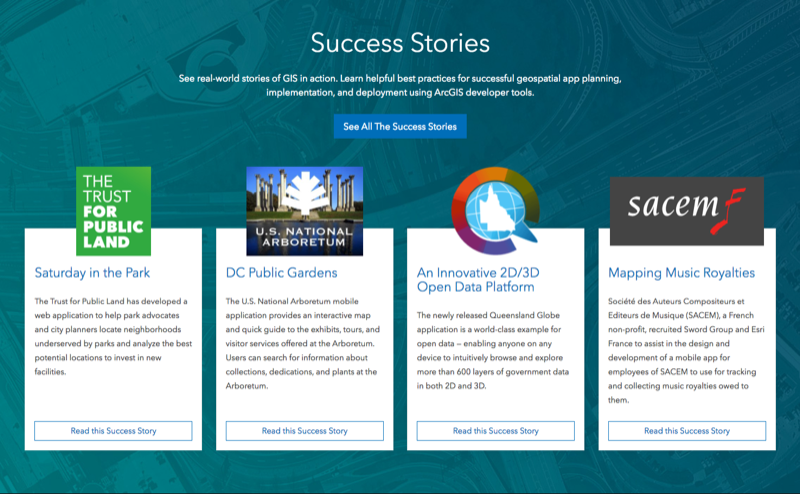 Success Stories
See real-world stories of GIS in action. Learn helpful best practices for successful geospatial app planning,
implementation, and deployment using ArcGIS developer tools.
See All The Success Stories
THE
TRUST
FOR
PUBLIC
LAND
Saturday in the Park
The Trust for Public Land has developed a
web application to help park advocates
and city planners locate neighborhoods
underserved by parks and analyze the best
potential locations to invest in new
facilities.
Read this Success Story
U.S. NATIONAL
ARBORETUM
DC Public Gardens
The U.S. National Arboretum mobile
application provides an interactive map
and quick guide to the exhibits, tours, and
visitor services offered at the Arboretum.
Users can search for information about
collections, dedications, and plants at the
Arboretum.
Read this Success Story
An Innovative 2D/3D
Open Data Platform
The newly released Queensland Globe
application is a world-class example for
open data – enabling anyone on any
device to intuitively browse and explore
more than 600 layers of government data
in both 2D and 3D.
Read this Success Story
sacem
Mapping Music Royalties
Société des Auteurs Compositeurs et
Editeurs de Musique (SACEM), a French
non-profit, recruited Sword Group and Esri
France to assist in the design and
development of a mobile app for
employees of SACEM to use for tracking
and collecting music royalties owed to
them.
Read this Success Story